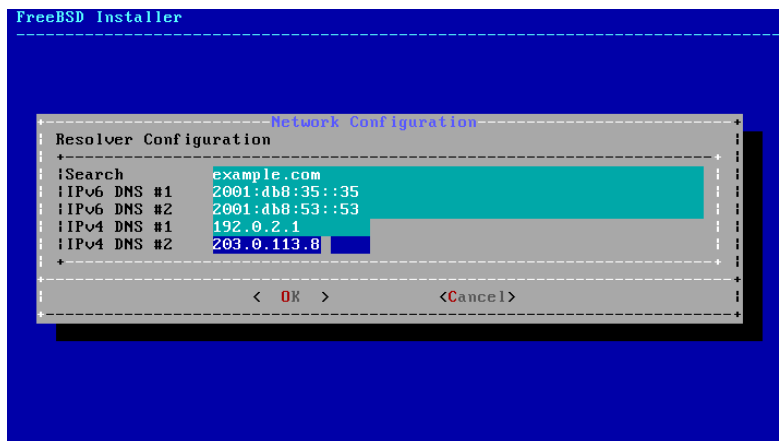 FreeBSD Installer
Network Configuration
Resolver Configuration
Search example.com
IPv6 DNS #1 2001:db8:35::35
IPv6 DNS #2 2001:db8:53::53
IPv4 DNS #1 192.0.2.1
IPv4 DNS #2 203.0.113.8
< OK > <Cancel>